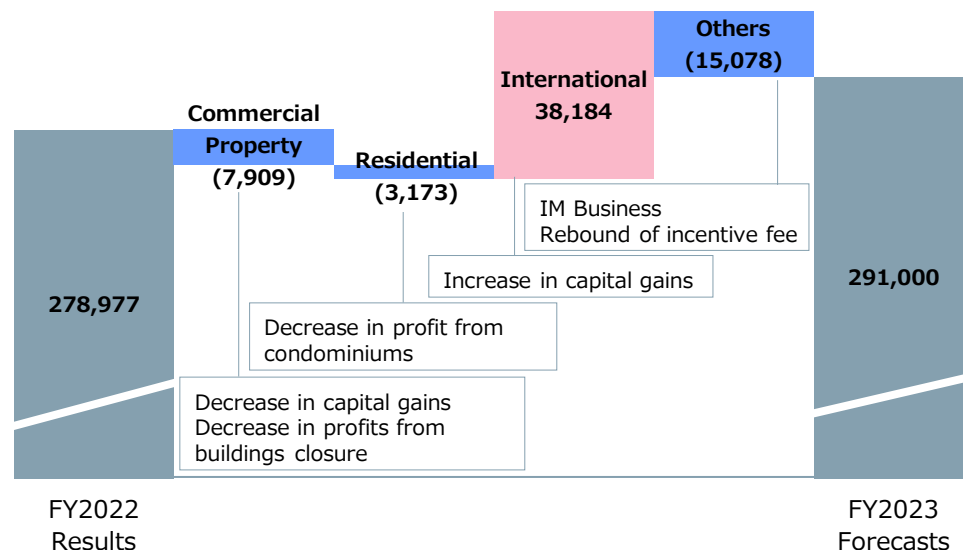 Others
(15,078)
International
38,184
Commercial
Property
(7,909)
Residential
(3,173)
IM Business
Rebound of incentive fee
Increase in capital gains
278,977
291,000
Decrease in profit from
condominiums
Decrease in capital gains
Decrease in profits from
buildings closure
FY2022
Results
FY2023
Forecasts